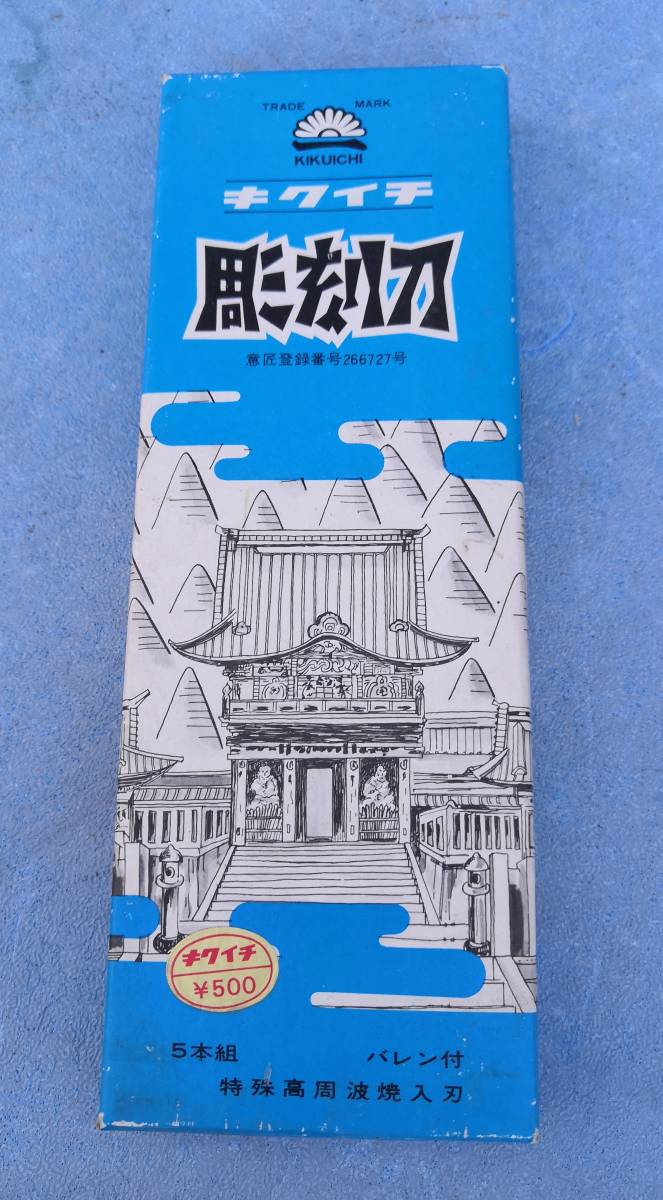 TRADE MARK
KIKUICHI
キクイチ
彫刻刀
意匠登録番号266727号
キクイチ
¥500
5本組 バレン付
特殊高周波焼入刃